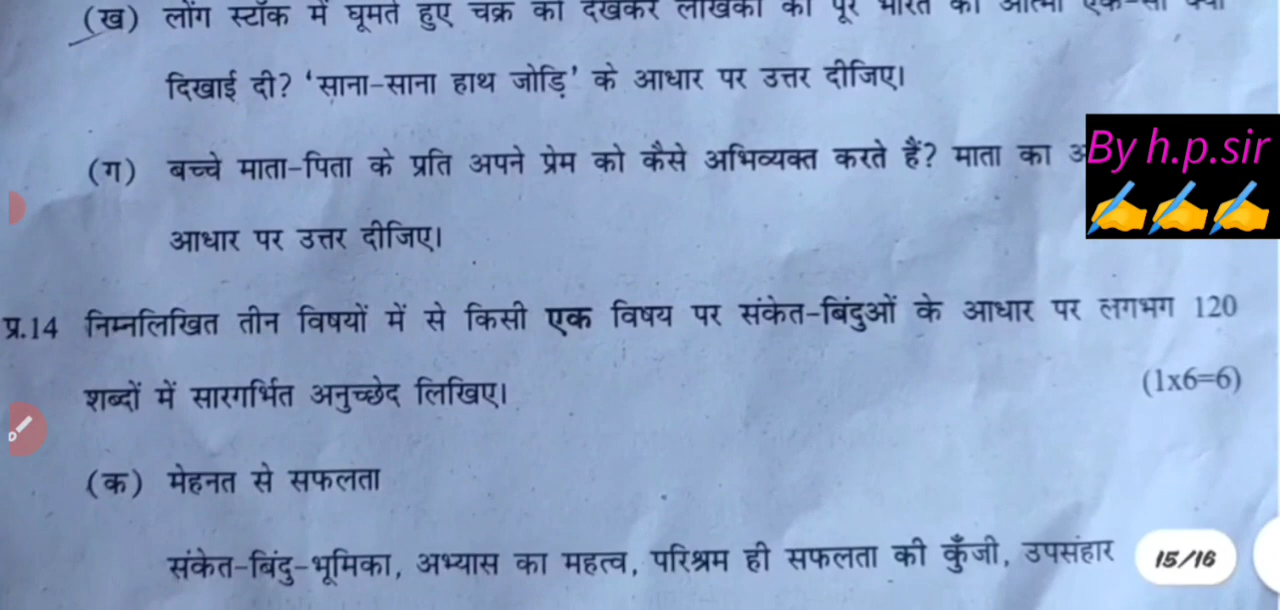 (ख) लोंग स्टॉक में घूमते हुए चक्र को देखकर लेखिका को पूरे भारत की आत्मा एक-सी क्यों
दिखाई दी? 'साना-साना हाथ जोड़ि' के आधार पर उत्तर दीजिए।
(ग) बच्चे माता-पिता के प्रति अपने प्रेम को कैसे अभिव्यक्त करते हैं? माता का
By h.p.sir
✍✍✍
आधार पर उत्तर दीजिए।
प्र.14 निम्नलिखित तीन विषयों में से किसी एक विषय पर संकेत-बिंदुओं के आधार पर लगभग 120
शब्दों में सारगर्भित अनुच्छेद लिखिए। (1x6=6)
(क) मेहनत से सफलता
संकेत-बिंदु-भूमिका, अभ्यास का महत्व, परिश्रम ही सफलता की कुँजी, उपसंहार
15/16